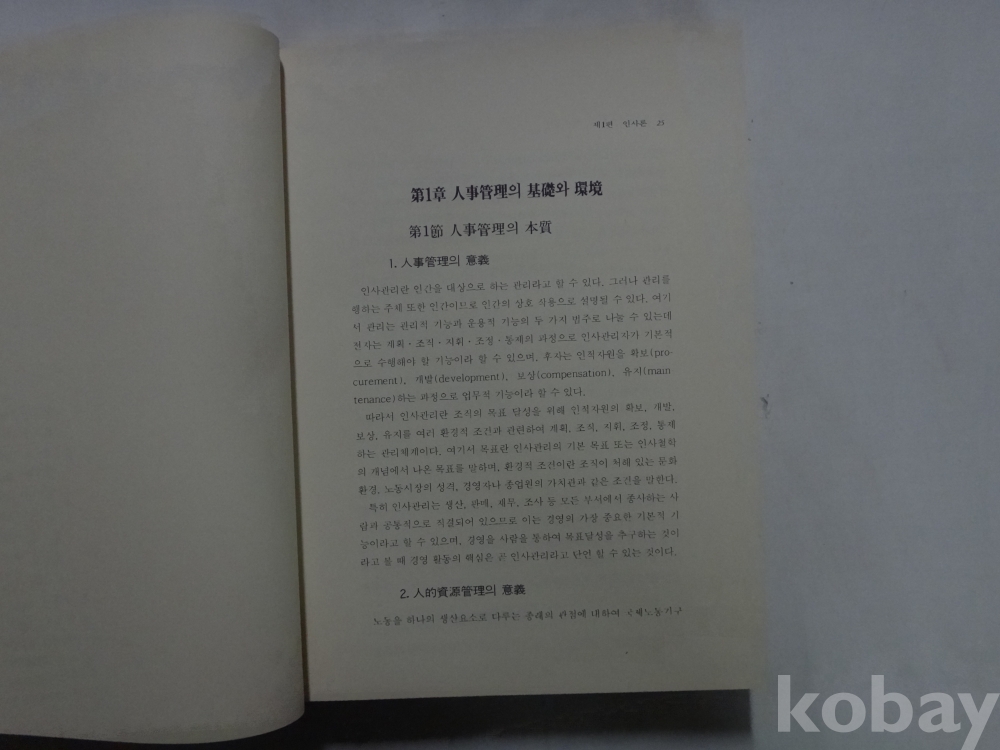 제1편 인사론 25
第1章 人事管理의 基礎와 環境
第1節 人事管理의 本質
1. 人事管理의 意義
인사관리란 인간을 대상으로 하는 관리라고 할 수 있다. 그러나 관리를
행하는 주체 또한 인간이므로 인간의 상호 작용으로 설명될 수 있다. 여기
서 관리는 관리적 기능과 운용적 기능의 두 가지 범주로 나눌 수 있는데
전자는 계획·조직·지휘·조정·통제의 과정으로 인사관리자가 기본적
으로 수행해야 할 기능이라 할 수 있으며, 후자는 인적자원을 확보(pro-
curement), 개발(development), 보상(compensation), 유지(main
tenance)하는 과정으로 업무적 기능이라 할 수 있다.
따라서 인사관리란 조직의 목표 달성을 위해 인적자원의 확보, 개발,
보상, 유지를 여러 환경적 조건과 관련하여 계획, 조직, 지휘, 조정, 통제
하는 관리체계이다. 여기서 목표란 인사관리의 기본 목표 또는 인사철학
의 개념에서 나온 목표를 말하며, 환경적 조건이란 조직이 처해 있는 문화
환경, 노동시장의 성격, 경영자나 종업원의 가치관과 같은 조건을 말한다.
특히 인사관리는 생산, 판매, 재무, 조사 등 모든 부서에서 종사하는 사
람과 공통적으로 직결되어 있으므로 이는 경영의 가장 중요한 기본적 기
능이라고 할 수 있으며, 경영을 사람을 통하여 목표달성을 추구하는 것이
라고 볼 때 경영 활동의 핵심은 곧 인사관리라고 단언 할 수 있는 것이다.
2. 人的資源管理의 意義
노동을 하나의 생산요소로 다루는 종래의 관점에 대하여 국제노동기구
kobay